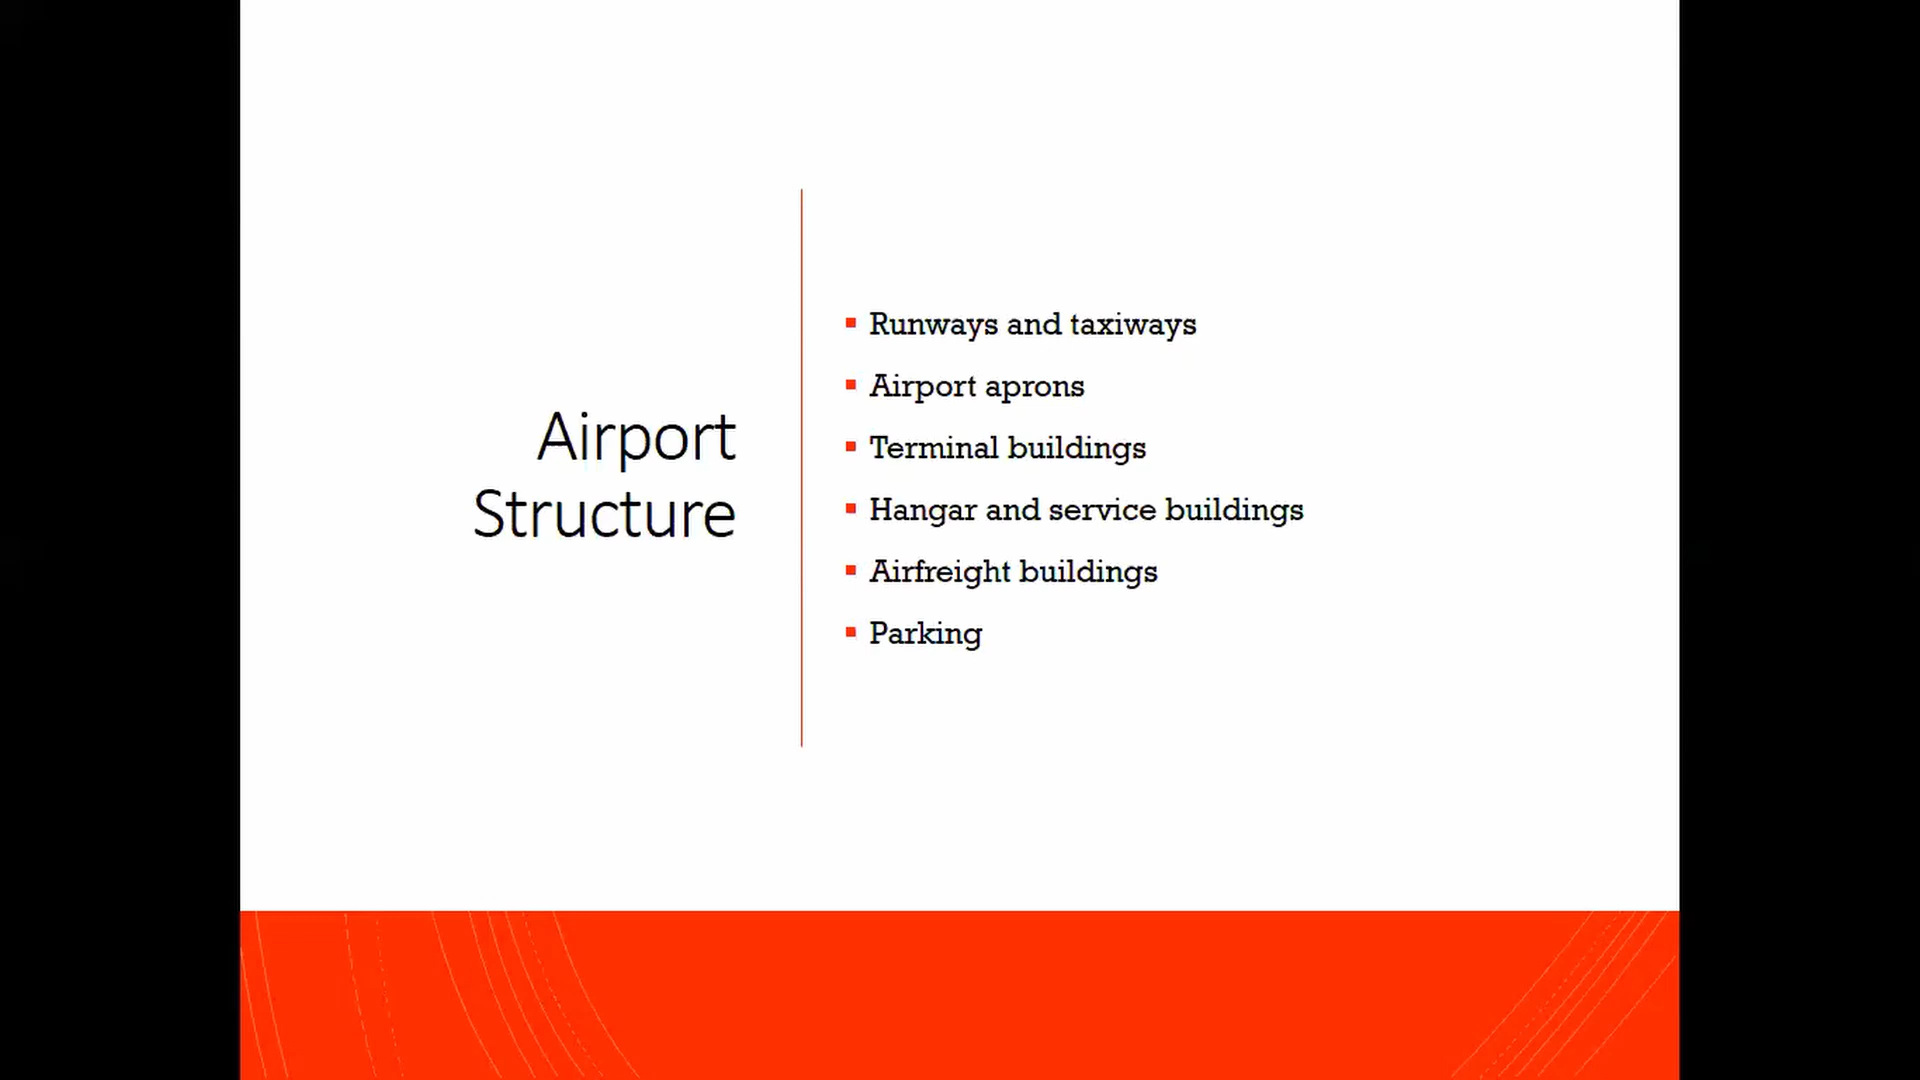 Airport
Structure
Runways and taxiways
Airport aprons
Terminal buildings
Hangar and service buildings
Airfreight buildings
Parking